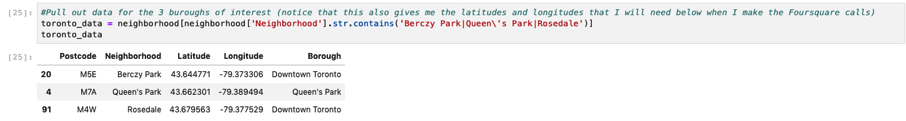 [25]: #Pull out data for the 3 buroughs of interest (notice that this also gives me the latitudes and longitudes that I will need below when I make the Foursquare calls)
toronto_data = neighborhood[neighborhood['Neighborhood'].str.contains('Berczy Park|Queen\'s Park|Rosedale')]
toronto_data
[25]: Postcode Neighborhood Latitude Longitude Borough
20 M5E Berczy Park 43.644771 -79.373306 Downtown Toronto
4 M7A Queen's Park 43.662301 -79.389494 Queen's Park
91 M4W Rosedale 43.679563 -79.377529 Downtown Toronto